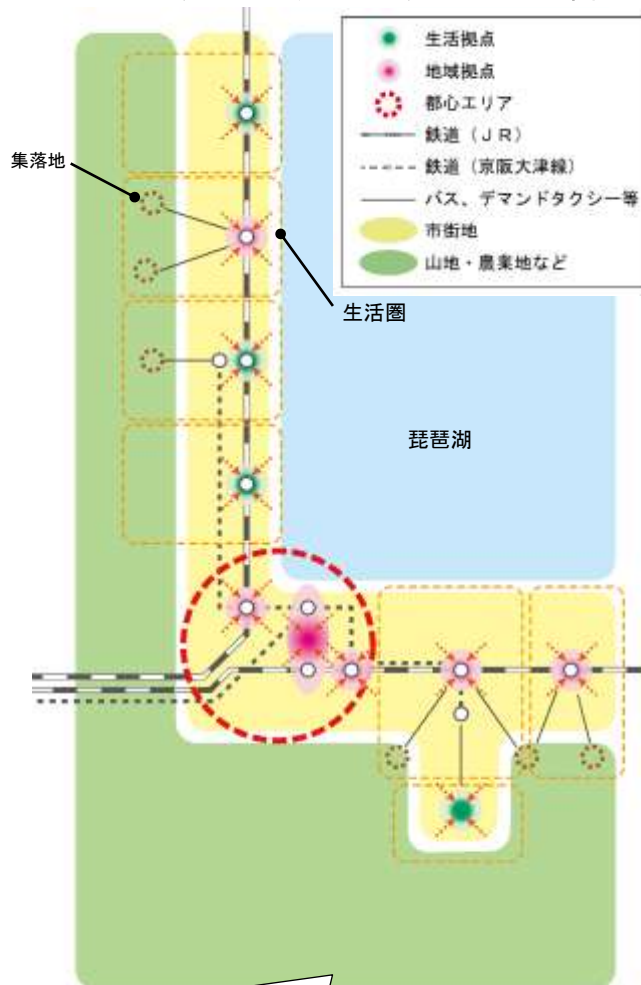 生活拠点
地域拠点
都心エリア
鉄道（ＪＲ）
鉄道（京阪大津線）
バス、デマンドタクシー等
市街地
山地・農業地など
集落地
生活圏
琵琶湖